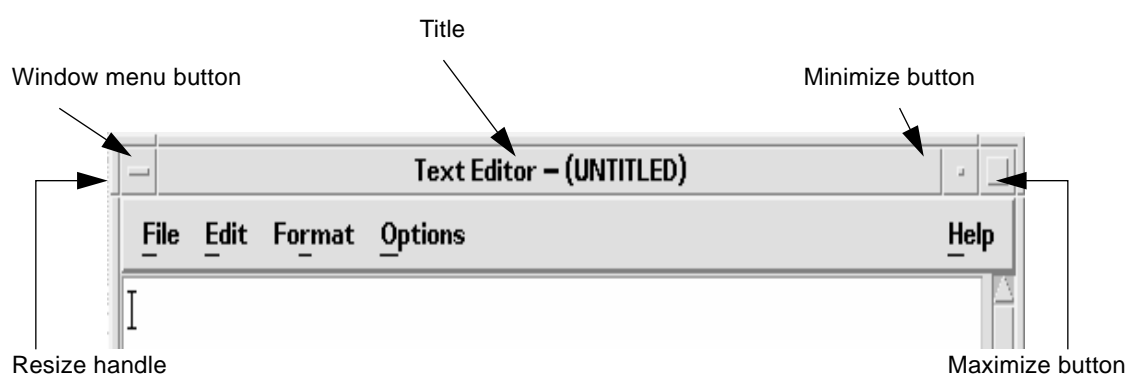 Title
Window menu button
Minimize button
Text Editor – (UNTITLED)
File Edit Format Options Help
Resize handle
Maximize button